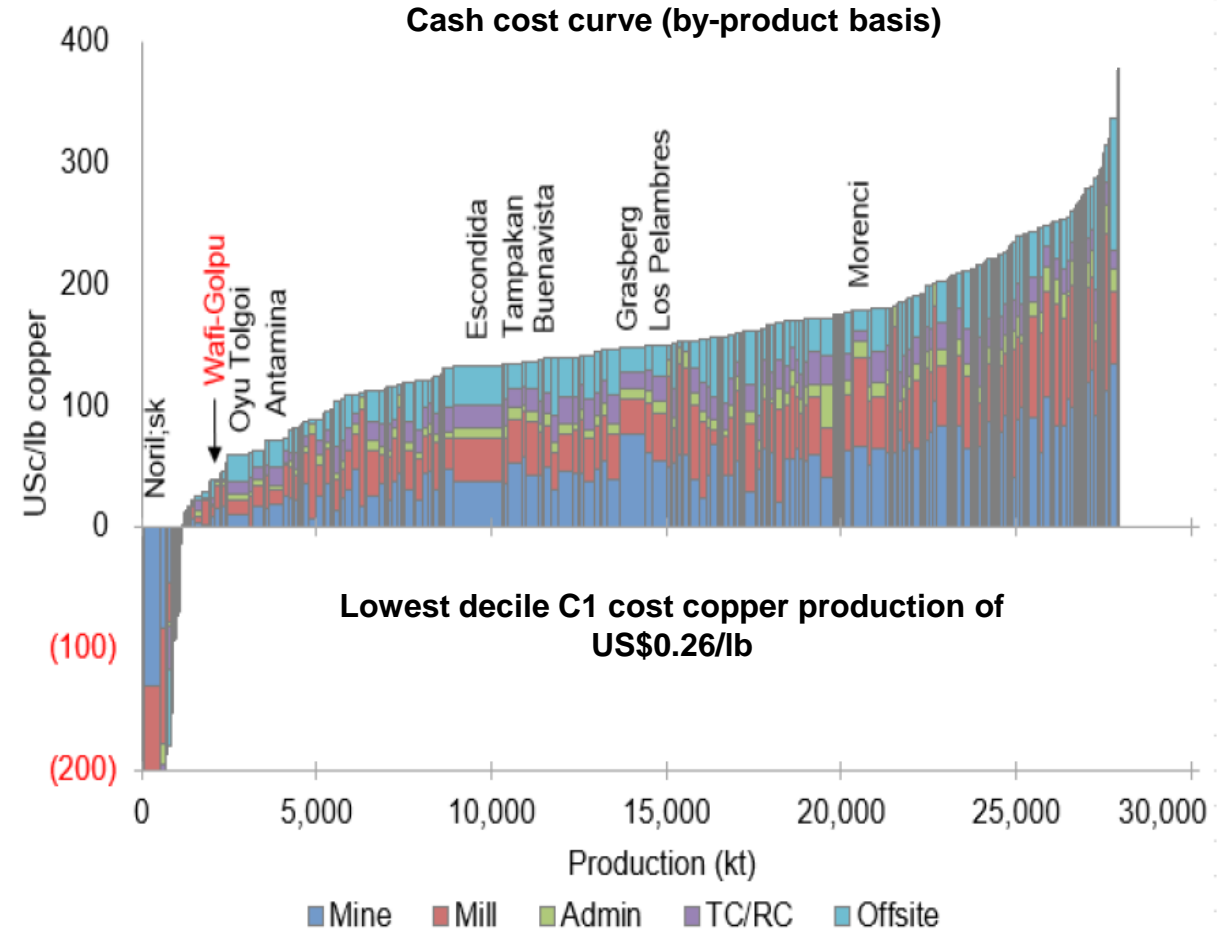 Cash cost curve (by-product basis)
400
300
200
100
0
(100)
(200)
USc/lb copper
Noril;sk
Wafi-Golpu
Oyu Tolgoi
Antamina
Escondida
Tampakan
Buenavista
Grasberg
Los Pelambres
Morenci
Lowest decile C1 cost copper production of
US$0.26/lb
0 5,000 10,000 15,000 20,000 25,000 30,000
Production (kt)
Mine Mill Admin TC/RC Offsite